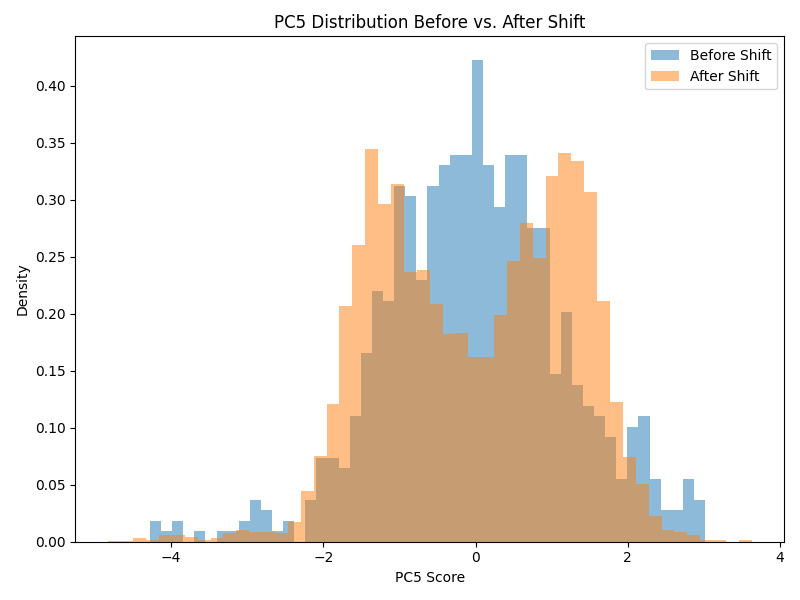 PC5 Distribution Before vs. After Shift
Before Shift
After Shift
Density
0.40
0.35
0.30
0.25
0.20
0.15
0.10
0.05
0.00
−4
−2
0
2
4
PC5 Score